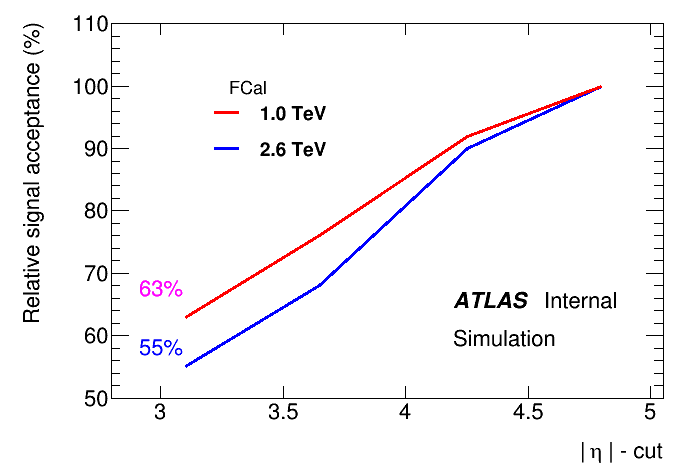 Relative signal acceptance (%)
110
100
90
80
70
60
50
FCal
1.0 TeV
2.6 TeV
63%
55%
ATLAS Internal
Simulation
3 3.5 4 4.5 5
| η | - cut